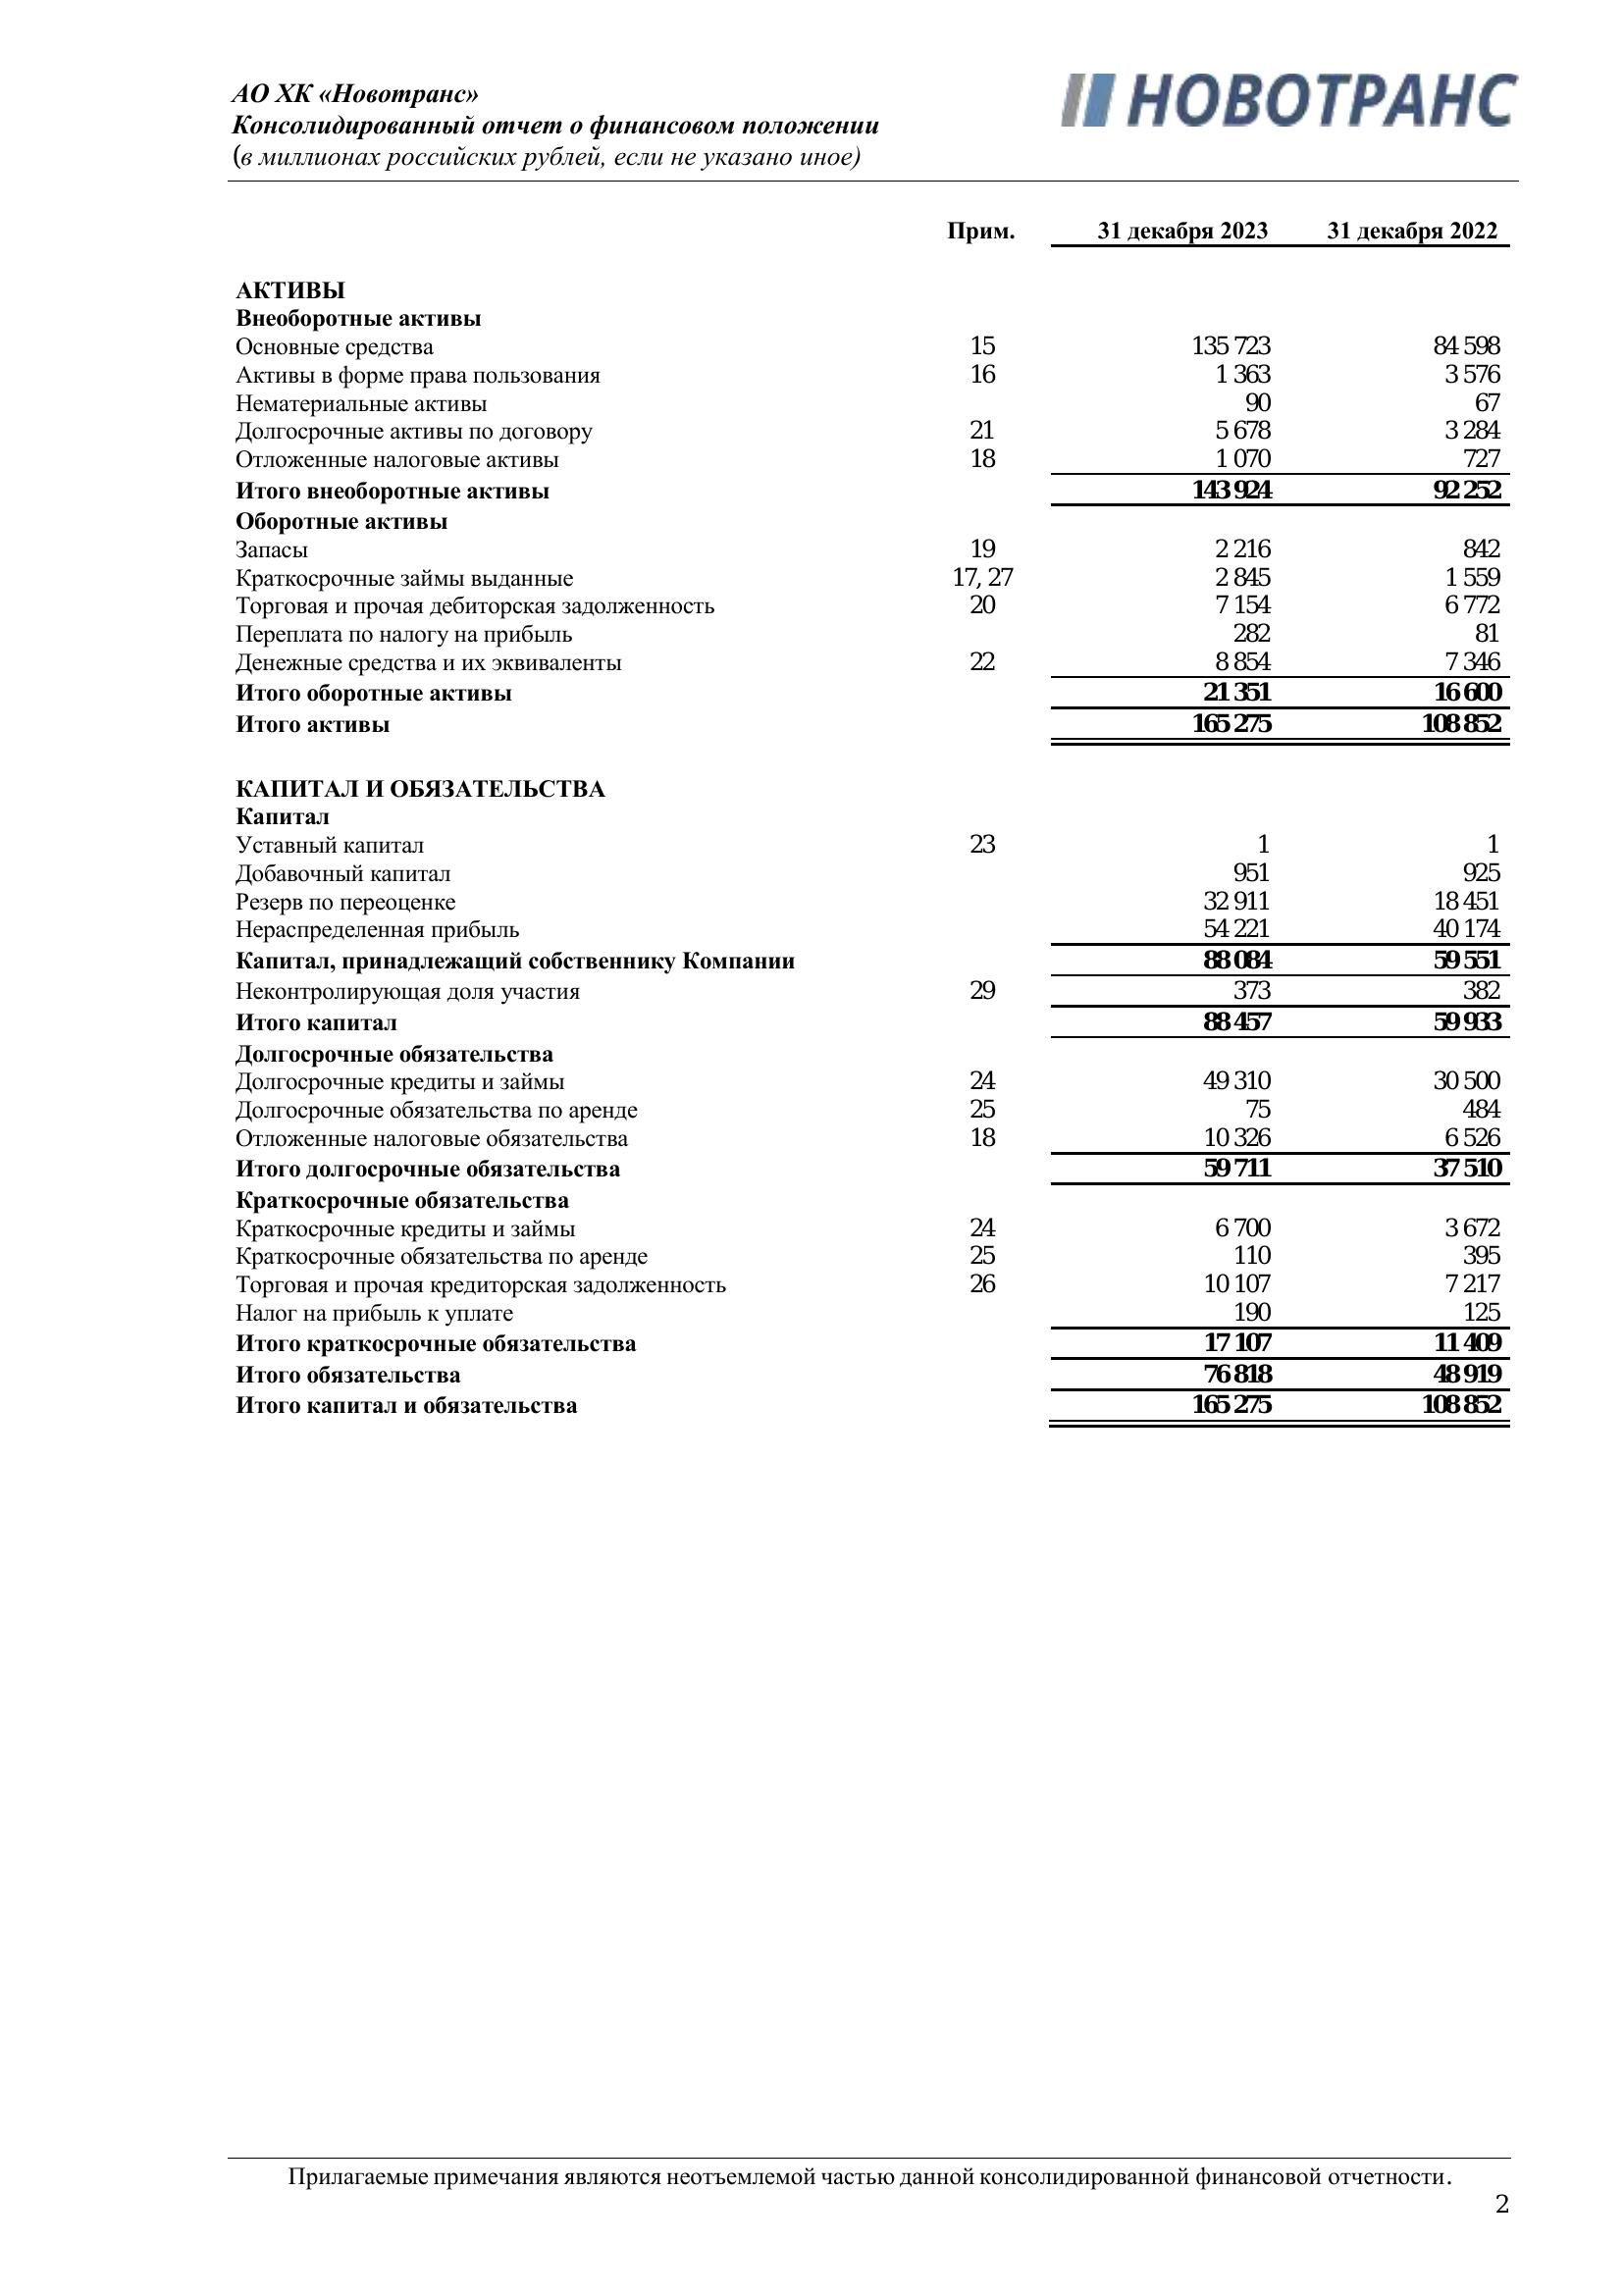 АО ХК «Новотранс»
НОВОТРАНС
Консолидированный отчет о финансовом положении
(в миллионах российских рублей, если не указано иное)
Прим. 31 декабря 2023 31 декабря 2022
АКТИВЫ
Внеоборотные активы
Основные средства 15 135 723 84 598
Активы в форме права пользования 16 1 363 3 576
Нематериальные активы 90 67
Долгосрочные активы по договору 21 5 678 3 284
Отложенные налоговые активы 18 1 070 727
Итого внеоборотные активы 143 924 92 252
Оборотные активы
Запасы 19 2 216 842
Краткосрочные займы выданные 17, 27 2 845 1 559
Торговая и прочая дебиторская задолженность 20 7 154 6 772
Переплата по налогу на прибыль 282 81
Денежные средства и их эквиваленты 22 8 854 7 346
Итого оборотные активы 21 351 16 600
Итого активы 165 275 108 852
КАПИТАЛ И ОБЯЗАТЕЛЬСТВА
Капитал
Уставный капитал 23 1 1
Добавочный капитал 951 925
Резерв по переоценке 32 911 18 451
Нераспределенная прибыль 54 221 40 174
Капитал, принадлежащий собственнику Компании 88 084 59 551
Неконтролирующая доля участия 29 373 382
Итого капитал 88 457 59 933
Долгосрочные обязательства
Долгосрочные кредиты и займы 24 49 310 30 500
Долгосрочные обязательства по аренде 25 75 484
Отложенные налоговые обязательства 18 10 326 6 526
Итого долгосрочные обязательства 59 711 37 510
Краткосрочные обязательства
Краткосрочные кредиты и займы 24 6 700 3 672
Краткосрочные обязательства по аренде 25 110 395
Торговая и прочая кредиторская задолженность 26 10 107 7 217
Налог на прибыль к уплате 190 125
Итого краткосрочные обязательства 17 107 11 409
Итого обязательства 76 818 48 919
Итого капитал и обязательства 165 275 108 852
Прилагаемые примечания являются неотъемлемой частью данной консолидированной финансовой отчетности.
2